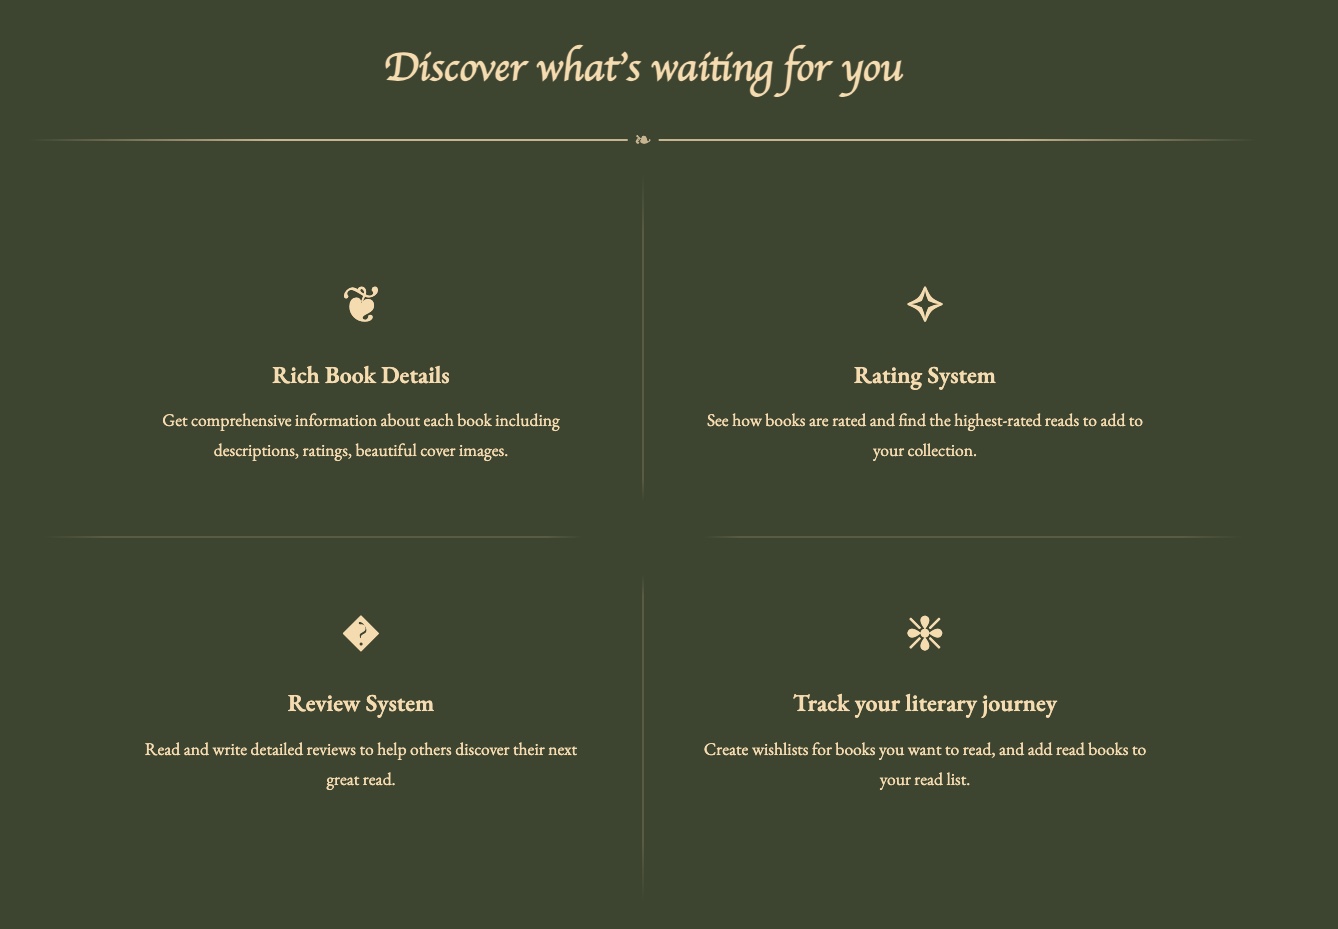 Discover what's waiting for you
❧
❦
Rich Book Details
Get comprehensive information about each book including
descriptions, ratings, beautiful cover images.
✧
Rating System
See how books are rated and find the highest-rated reads to add to
your collection.
�
Review System
Read and write detailed reviews to help others discover their next
great read.
❉
Track your literary journey
Create wishlists for books you want to read, and add read books to
your read list.